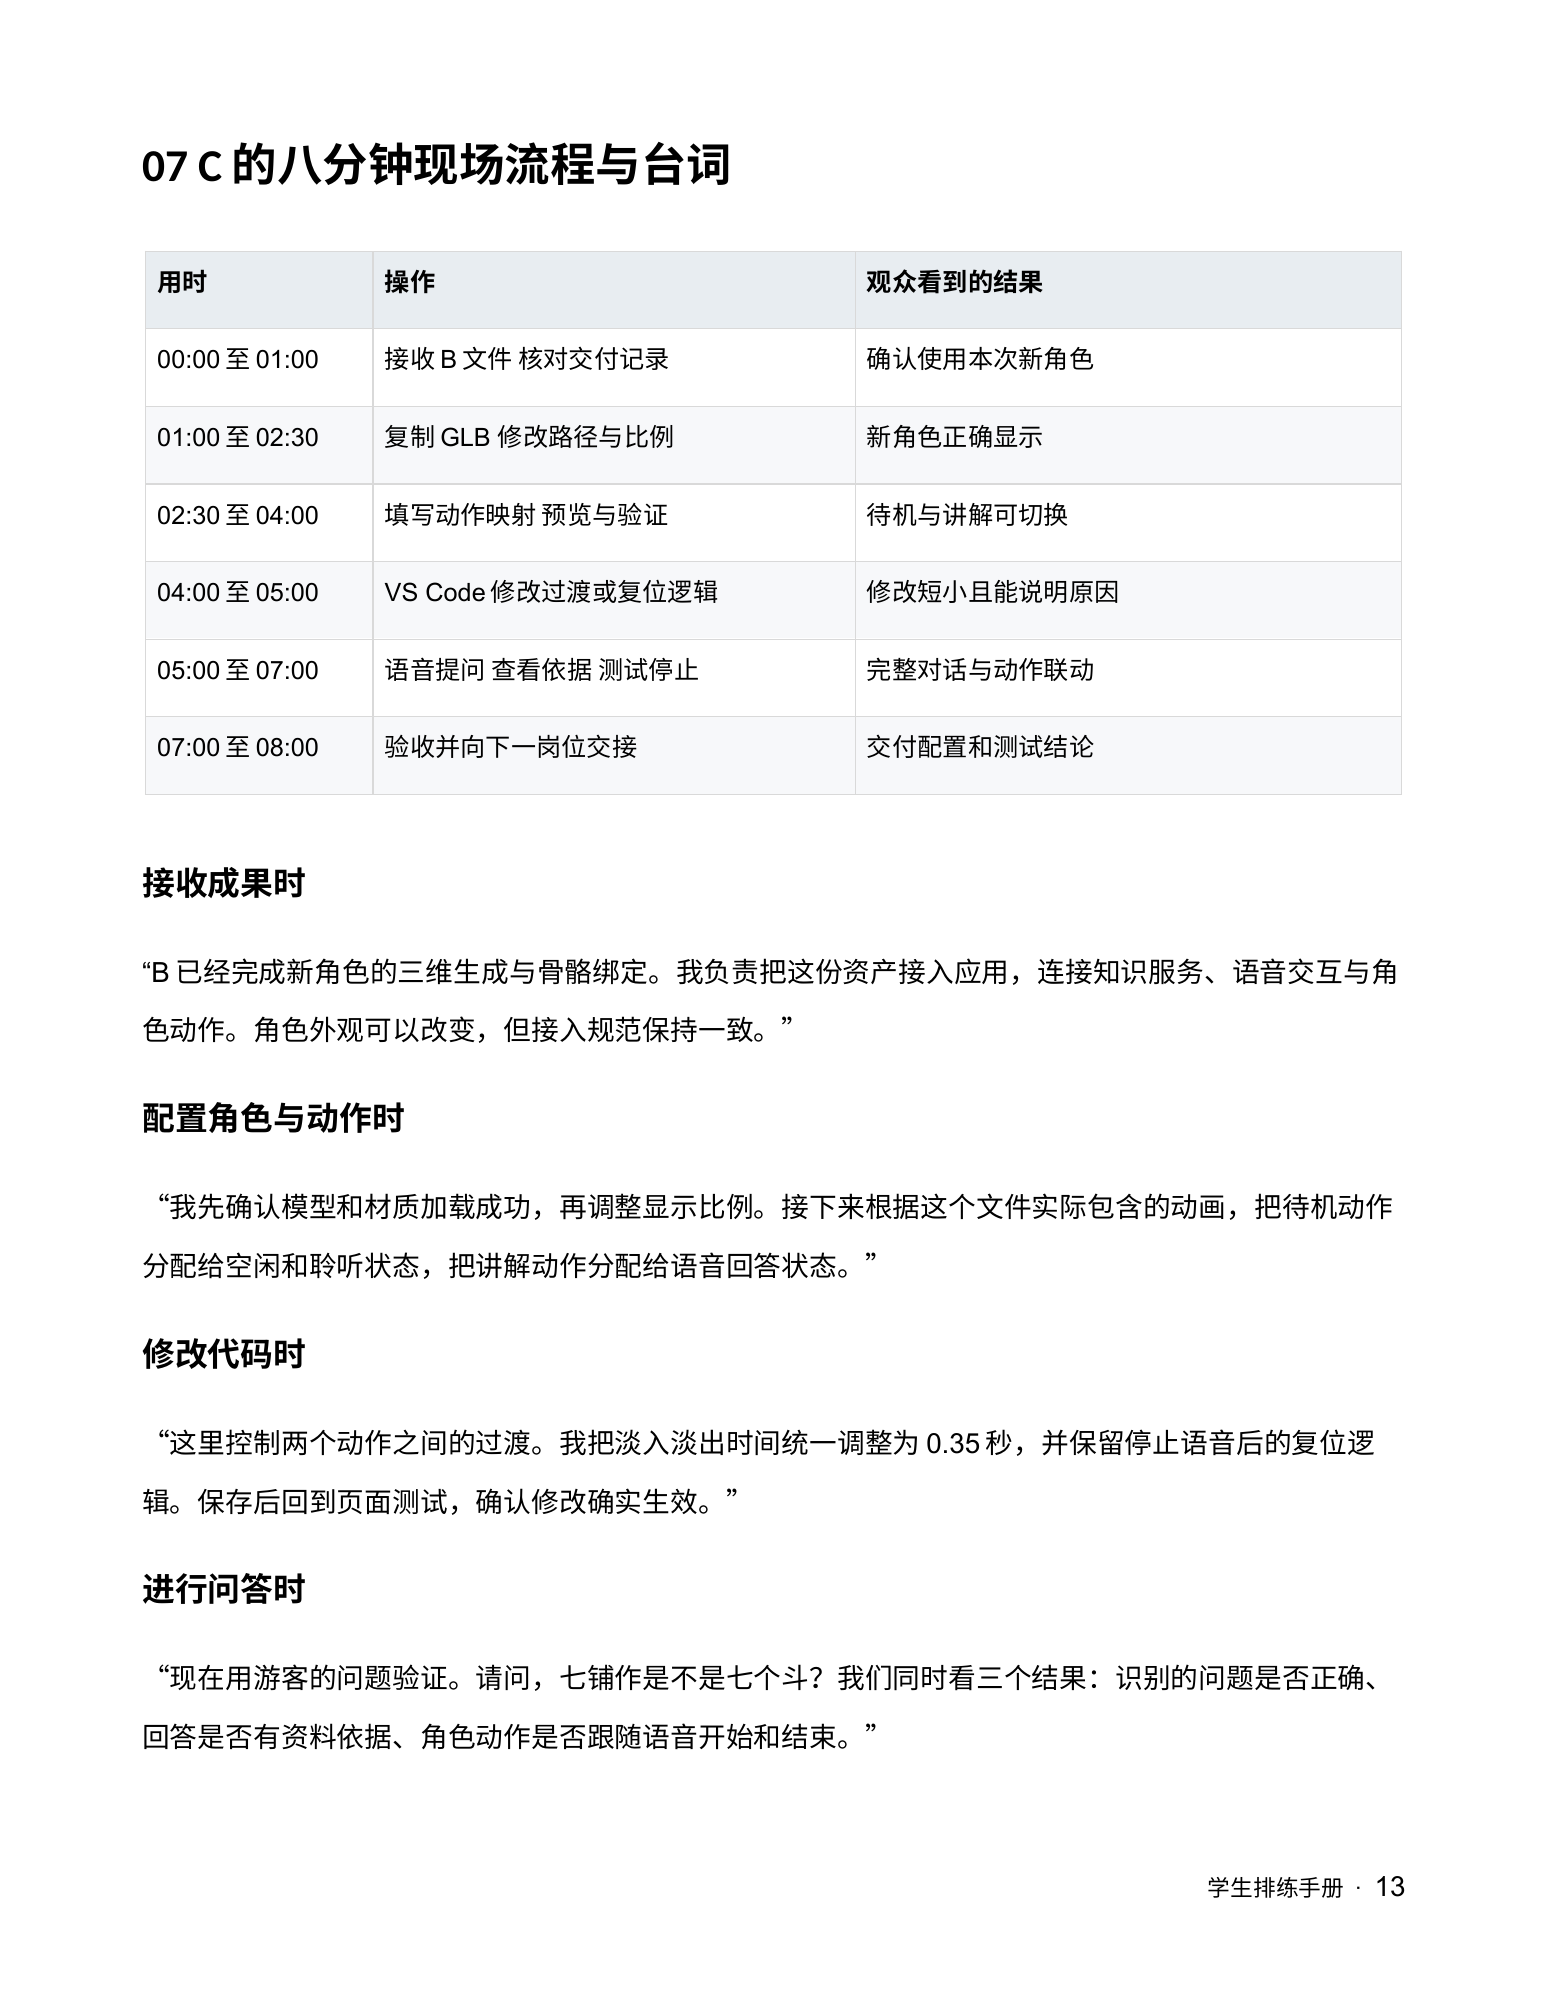 07 C 的八分钟现场流程与台词
用时 操作 观众看到的结果
00:00 至 01:00 接收 B 文件 核对交付记录 确认使用本次新角色
01:00 至 02:30 复制 GLB 修改路径与比例 新角色正确显示
02:30 至 04:00 填写动作映射 预览与验证 待机与讲解可切换
04:00 至 05:00 VS Code 修改过渡或复位逻辑 修改短小且能说明原因
05:00 至 07:00 语音提问 查看依据 测试停止 完整对话与动作联动
07:00 至 08:00 验收并向下一岗位交接 交付配置和测试结论
接收成果时
“B 已经完成新角色的三维生成与骨骼绑定。我负责把这份资产接入应用，连接知识服务、语音交互与角
色动作。角色外观可以改变，但接入规范保持一致。”
配置角色与动作时
“我先确认模型和材质加载成功，再调整显示比例。接下来根据这个文件实际包含的动画，把待机动作
分配给空闲和聆听状态，把讲解动作分配给语音回答状态。”
修改代码时
“这里控制两个动作之间的过渡。我把淡入淡出时间统一调整为 0.35 秒，并保留停止语音后的复位逻
辑。保存后回到页面测试，确认修改确实生效。”
进行问答时
“现在用游客的问题验证。请问，七铺作是不是七个斗？我们同时看三个结果：识别的问题是否正确、
回答是否有资料依据、角色动作是否跟随语音开始和结束。”
学生排练手册 · 13